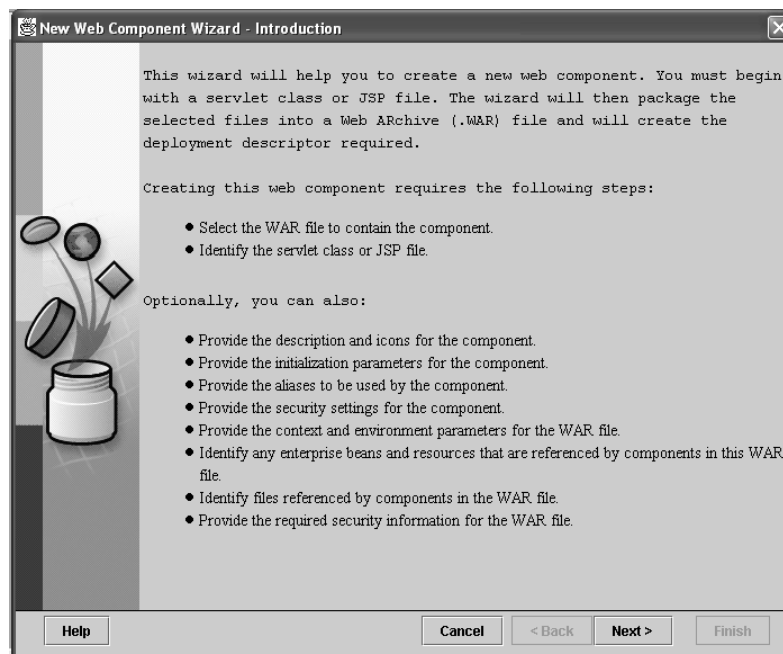 New Web Component Wizard - Introduction
This wizard will help you to create a new web component. You must begin
with a servlet class or JSP file. The wizard will then package the
selected files into a Web ARchive (.WAR) file and will create the
deployment descriptor required.
Creating this web component requires the following steps:
● Select the WAR file to contain the component.
● Identify the servlet class or JSP file.
Optionally, you can also:
● Provide the description and icons for the component.
● Provide the initialization parameters for the component.
● Provide the aliases to be used by the component.
● Provide the security settings for the component.
● Provide the context and environment parameters for the WAR file.
● Identify any enterprise beans and resources that are referenced by components in this WAR
file.
● Identify files referenced by components in the WAR file.
● Provide the required security information for the WAR file.
Help Cancel < Back Next > Finish